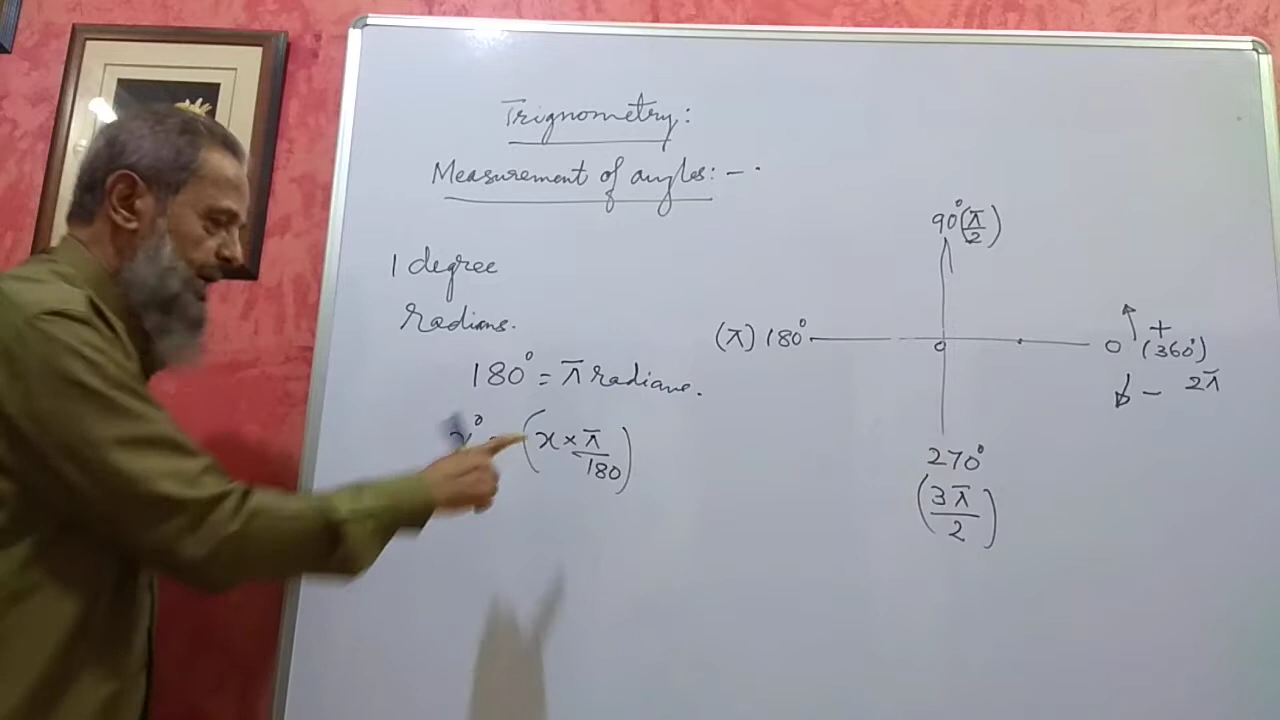 Trignometry:
Measurement of angles: -
1 degree
Radians.
180° = π radians.
x° = (x × π/180)
90° (π/2)
(π) 180°
0
0 (360°)
+
- 2π
270°
(3π/2)